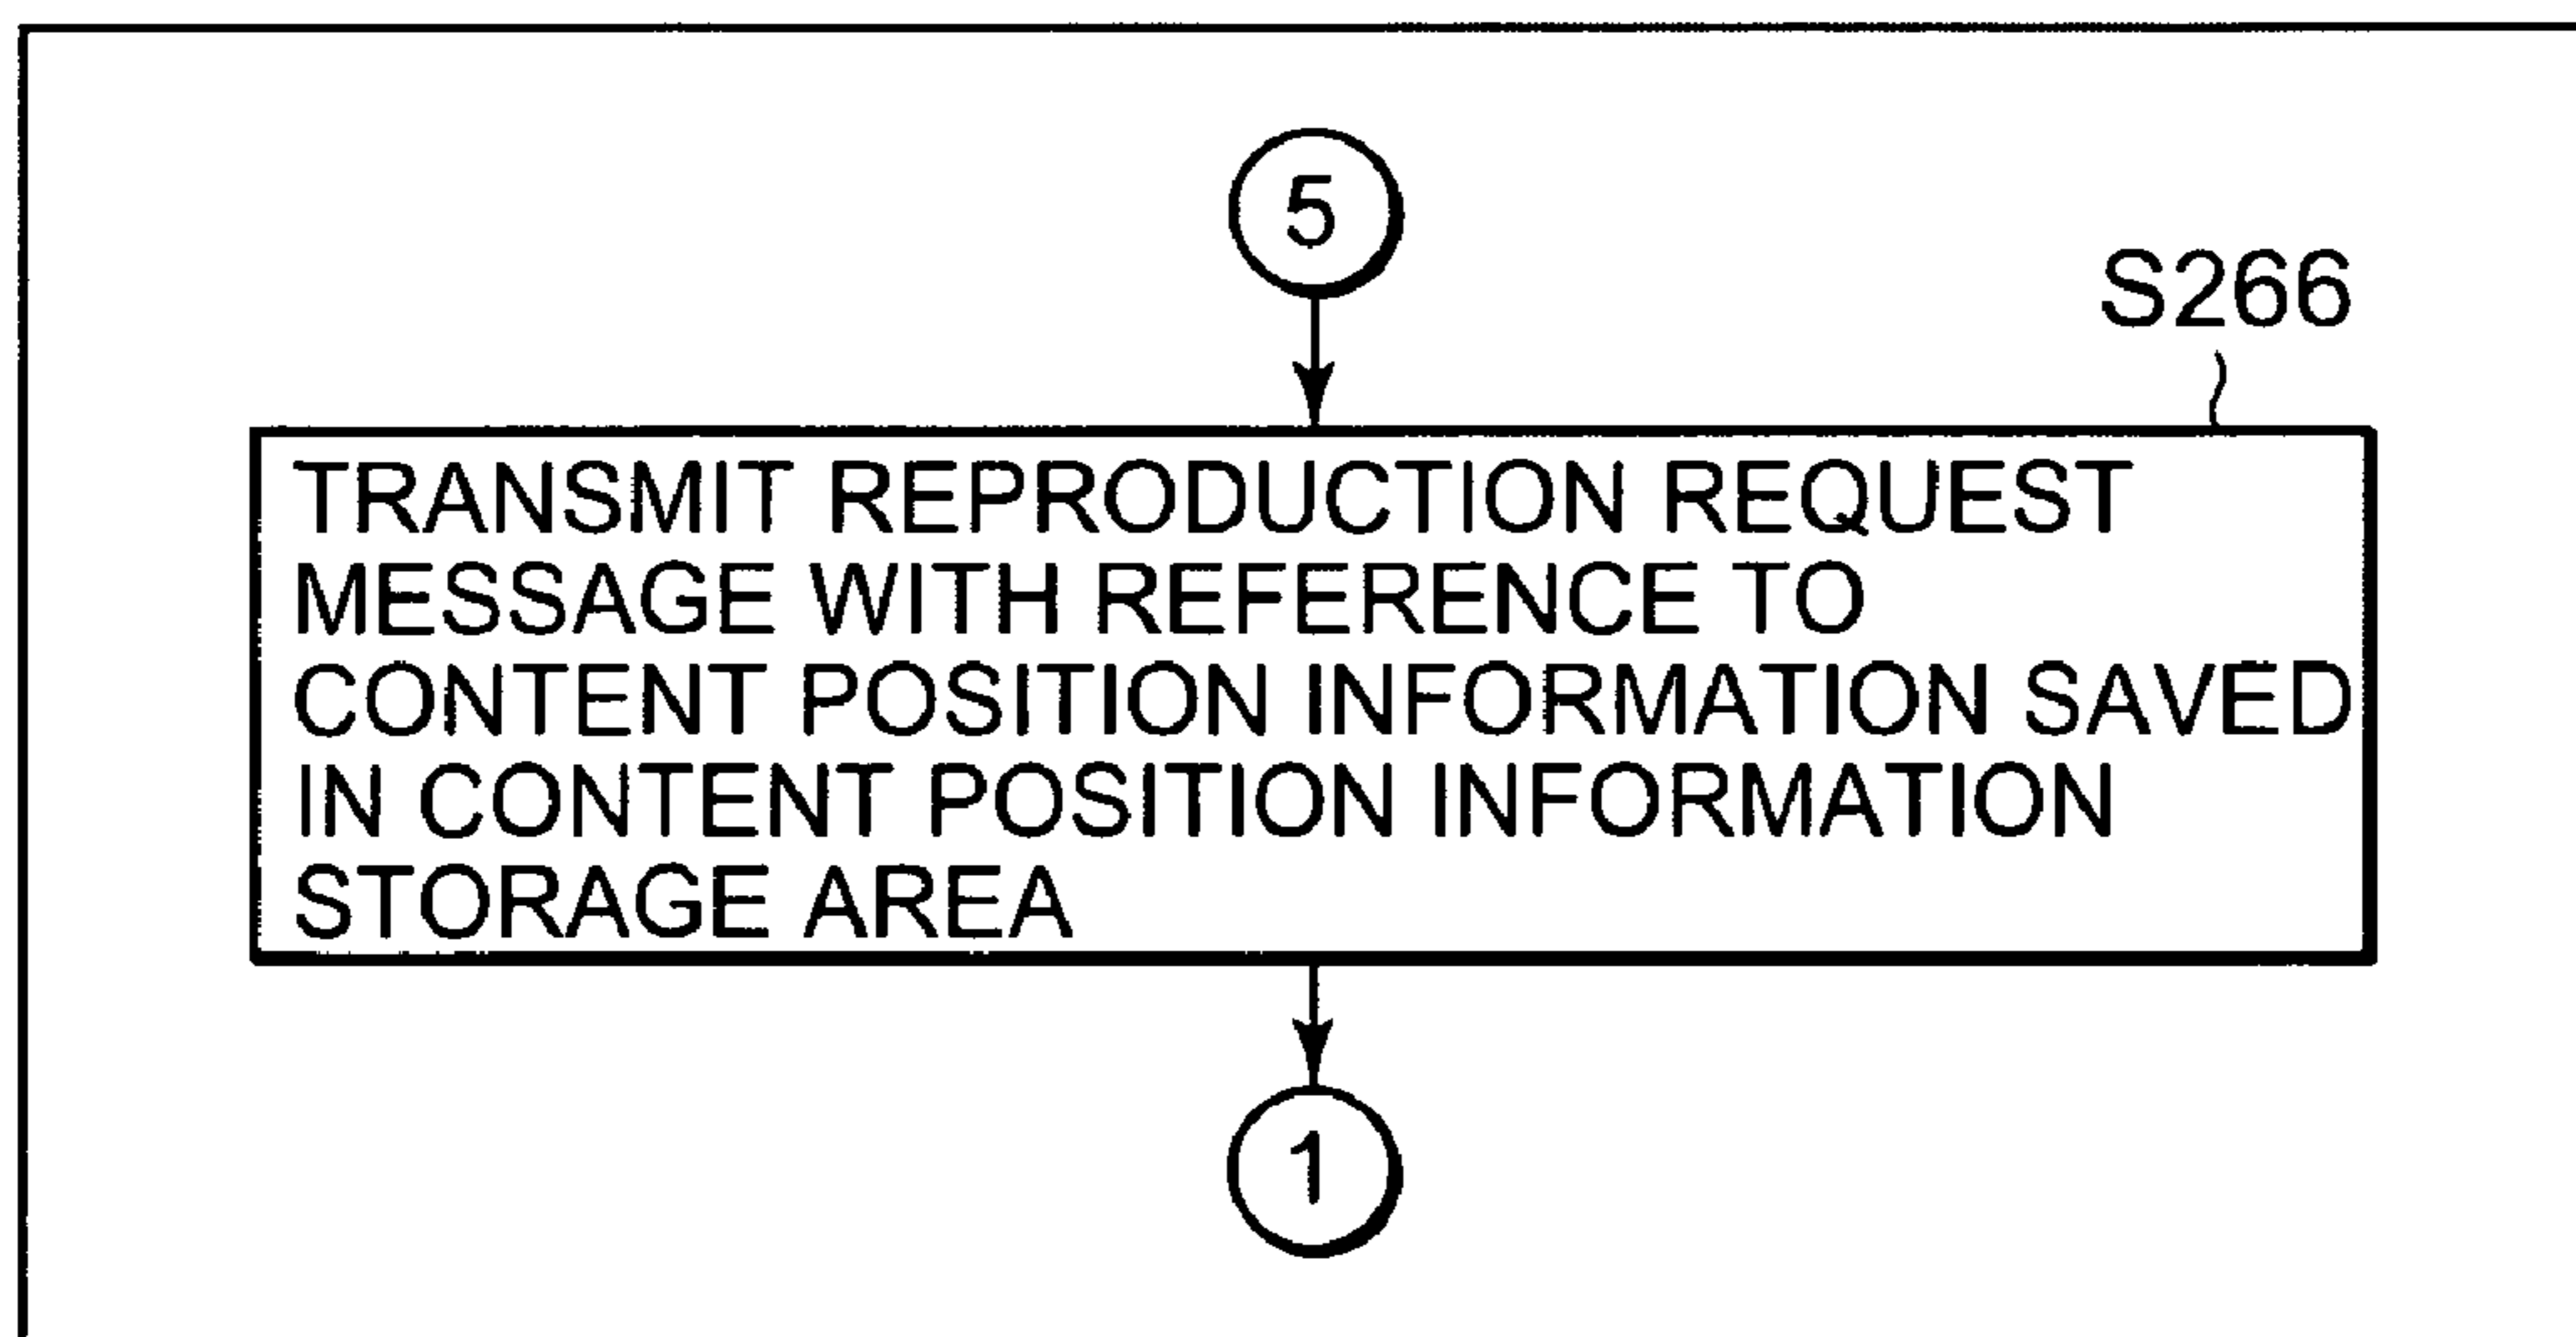 5
S266
TRANSMIT REPRODUCTION REQUEST
MESSAGE WITH REFERENCE TO
CONTENT POSITION INFORMATION SAVED
IN CONTENT POSITION INFORMATION
STORAGE AREA
1